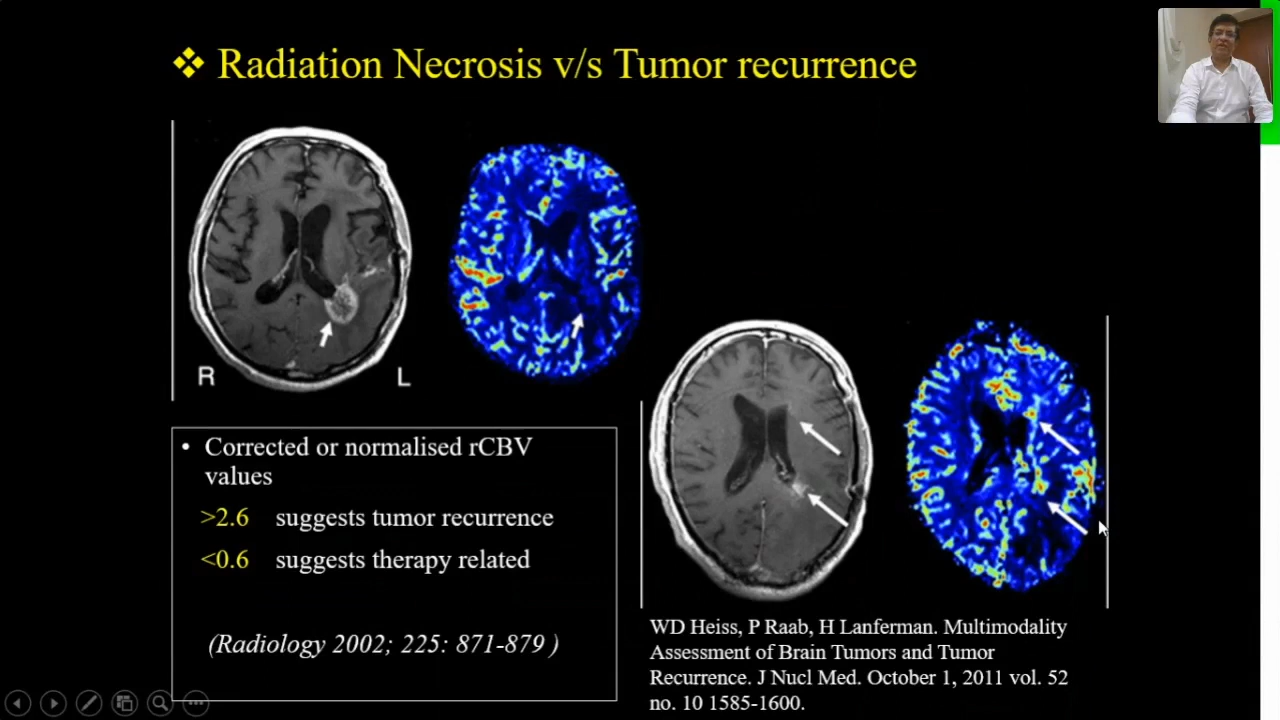 ❖ Radiation Necrosis v/s Tumor recurrence
R L
• Corrected or normalised rCBV
values
>2.6 suggests tumor recurrence
<0.6 suggests therapy related
(Radiology 2002; 225: 871-879 )
WD Heiss, P Raab, H Lanferman. Multimodality
Assessment of Brain Tumors and Tumor
Recurrence. J Nucl Med. October 1, 2011 vol. 52
no. 10 1585-1600.